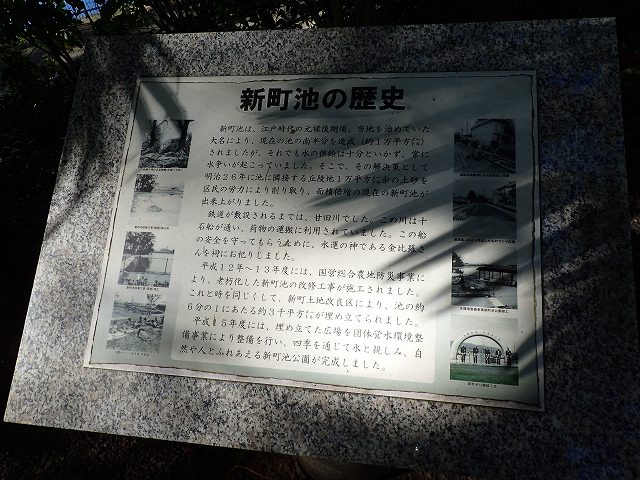 新町池の歴史
新町池は、江戸時代の元禄後期頃、当地を治めていた
大名により、現在の池の南半分を造成(約1万平方㍍)
されましたが、それでも水の供給は十分といかず、常に
水争いが起こっていました。そこで、その解決策として
明治26年に池に隣接する丘陵地1万平方㍍余の土砂を
区民の労力により削り取り、面積倍増の現在の新町池が
出来上がりました。
鉄道が敷設されるまでは、甘田川でした。この川は十
石船が通い、荷物の運搬に利用されていました。この船
の安全を守ってもらうために、水運の神である金比羅さ
んを祠にお祀りしました。
平成12年~13年度には、国営総合農地防災事業に
より、老朽化した新町池の改修工事が施工されました。
これと時を同じくして、新町土地改良区により、池の約
6分の1にあたる約3千平方㍍が埋め立てられました。
平成15年度には、埋め立てた広場を団体営水環境整
備事業により整備を行い、四季を通じて水と親しみ、自
然や人とふれあえる新町池公園が完成しました。